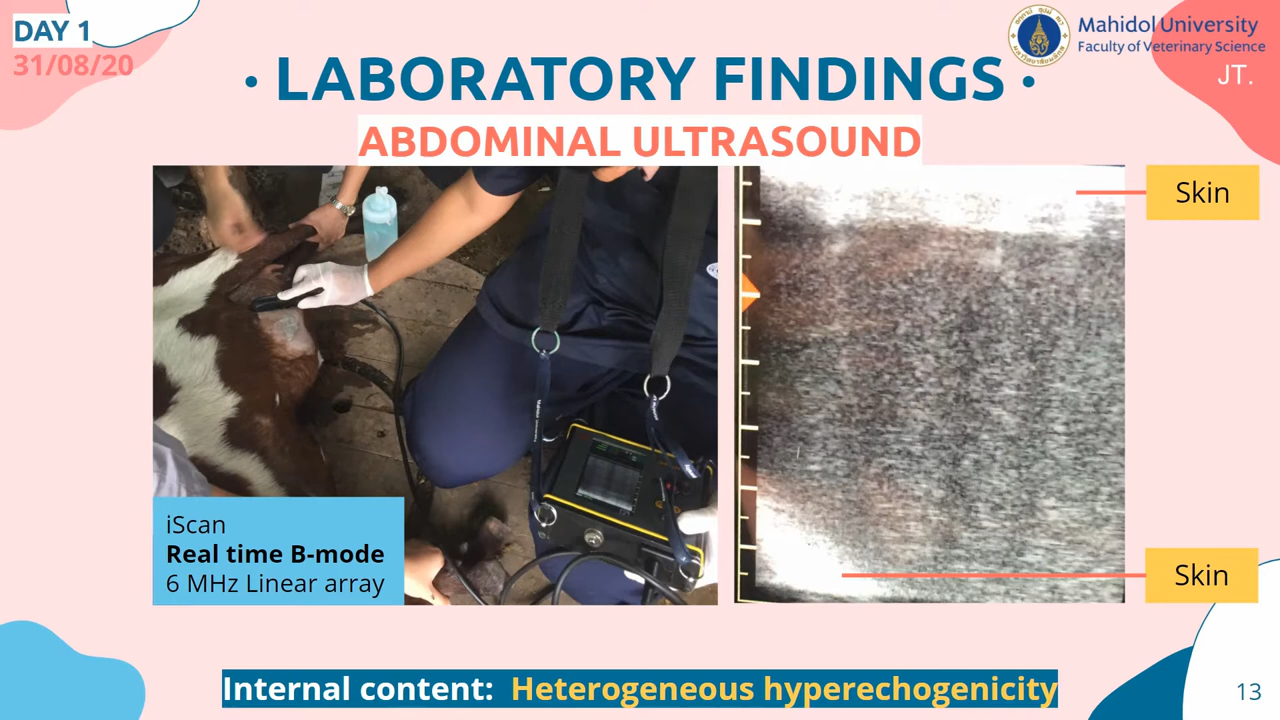 DAY 1
31/08/20
Mahidol University
Faculty of Veterinary Science
JT.
• LABORATORY FINDINGS •
ABDOMINAL ULTRASOUND
Skin
iScan
Real time B-mode
6 MHz Linear array
Skin
Internal content: Heterogeneous hyperechogenicity
13